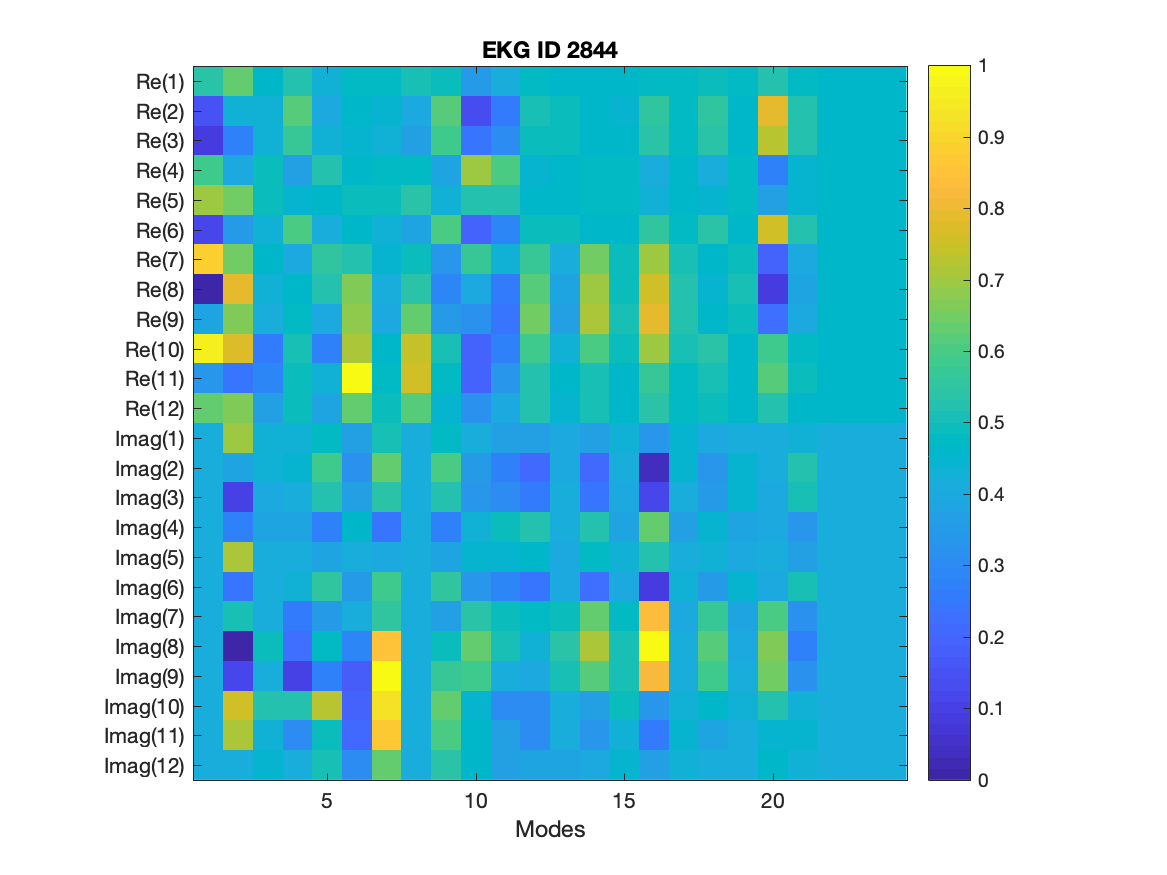 EKG ID 2844
Re(1)
Re(2)
Re(3)
Re(4)
Re(5)
Re(6)
Re(7)
Re(8)
Re(9)
Re(10)
Re(11)
Re(12)
Imag(1)
Imag(2)
Imag(3)
Imag(4)
Imag(5)
Imag(6)
Imag(7)
Imag(8)
Imag(9)
Imag(10)
Imag(11)
Imag(12)
5 10 15 20
Modes
1
0.9
0.8
0.7
0.6
0.5
0.4
0.3
0.2
0.1
0